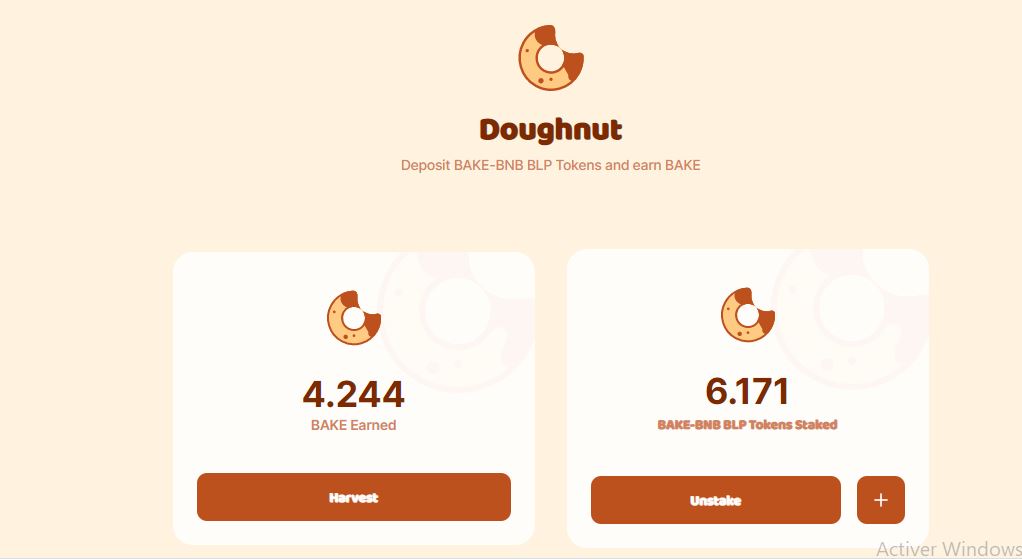 Doughnut
Deposit BAKE-BNB BLP Tokens and earn BAKE
4.244
BAKE Earned
Harvest
6.171
BAKE-BNB BLP Tokens Staked
Unstake
+
Activer Windows